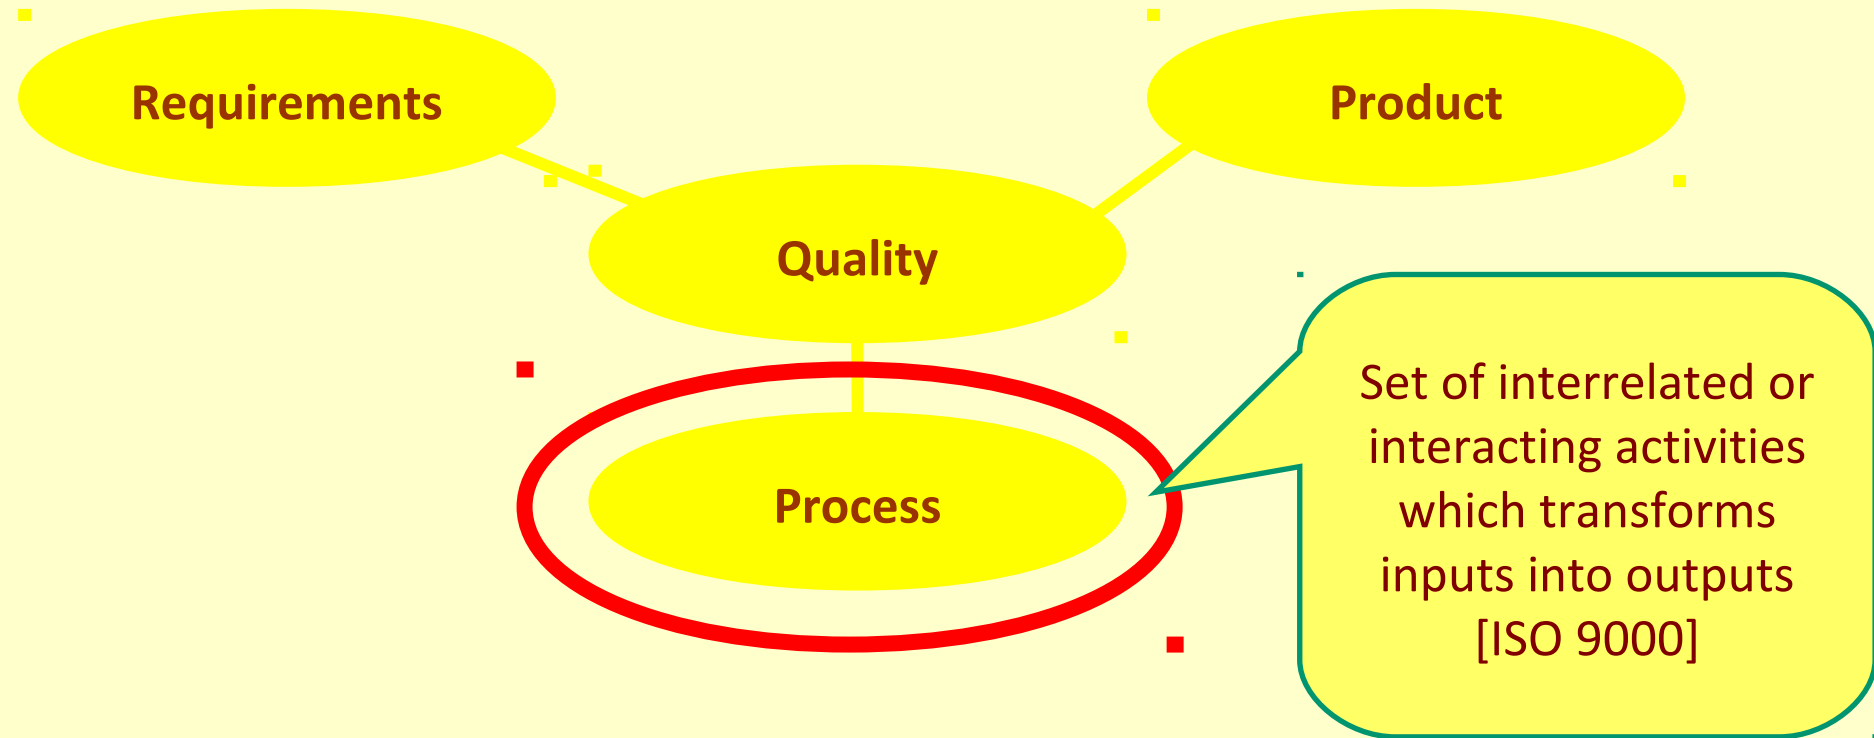 Requirements
Product
Quality
Process
Set of interrelated or
interacting activities
which transforms
inputs into outputs
[ISO 9000]